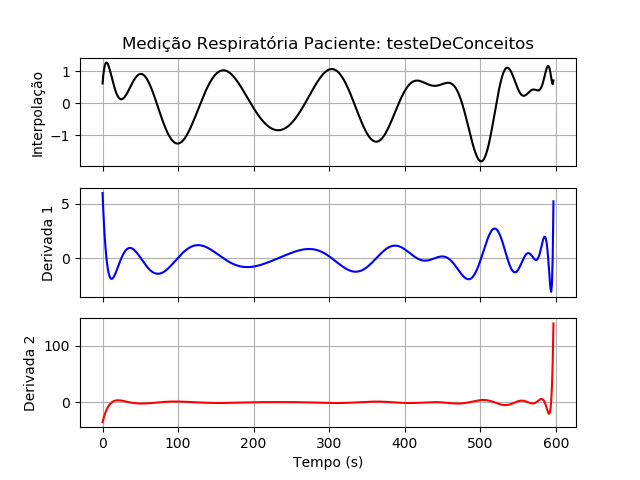 Medição Respiratória Paciente: testeDeConceitos
1
0
−1
Interpolação
5
0
Derivada 1
100
0
Derivada 2
0 100 200 300 400 500 600
Tempo (s)